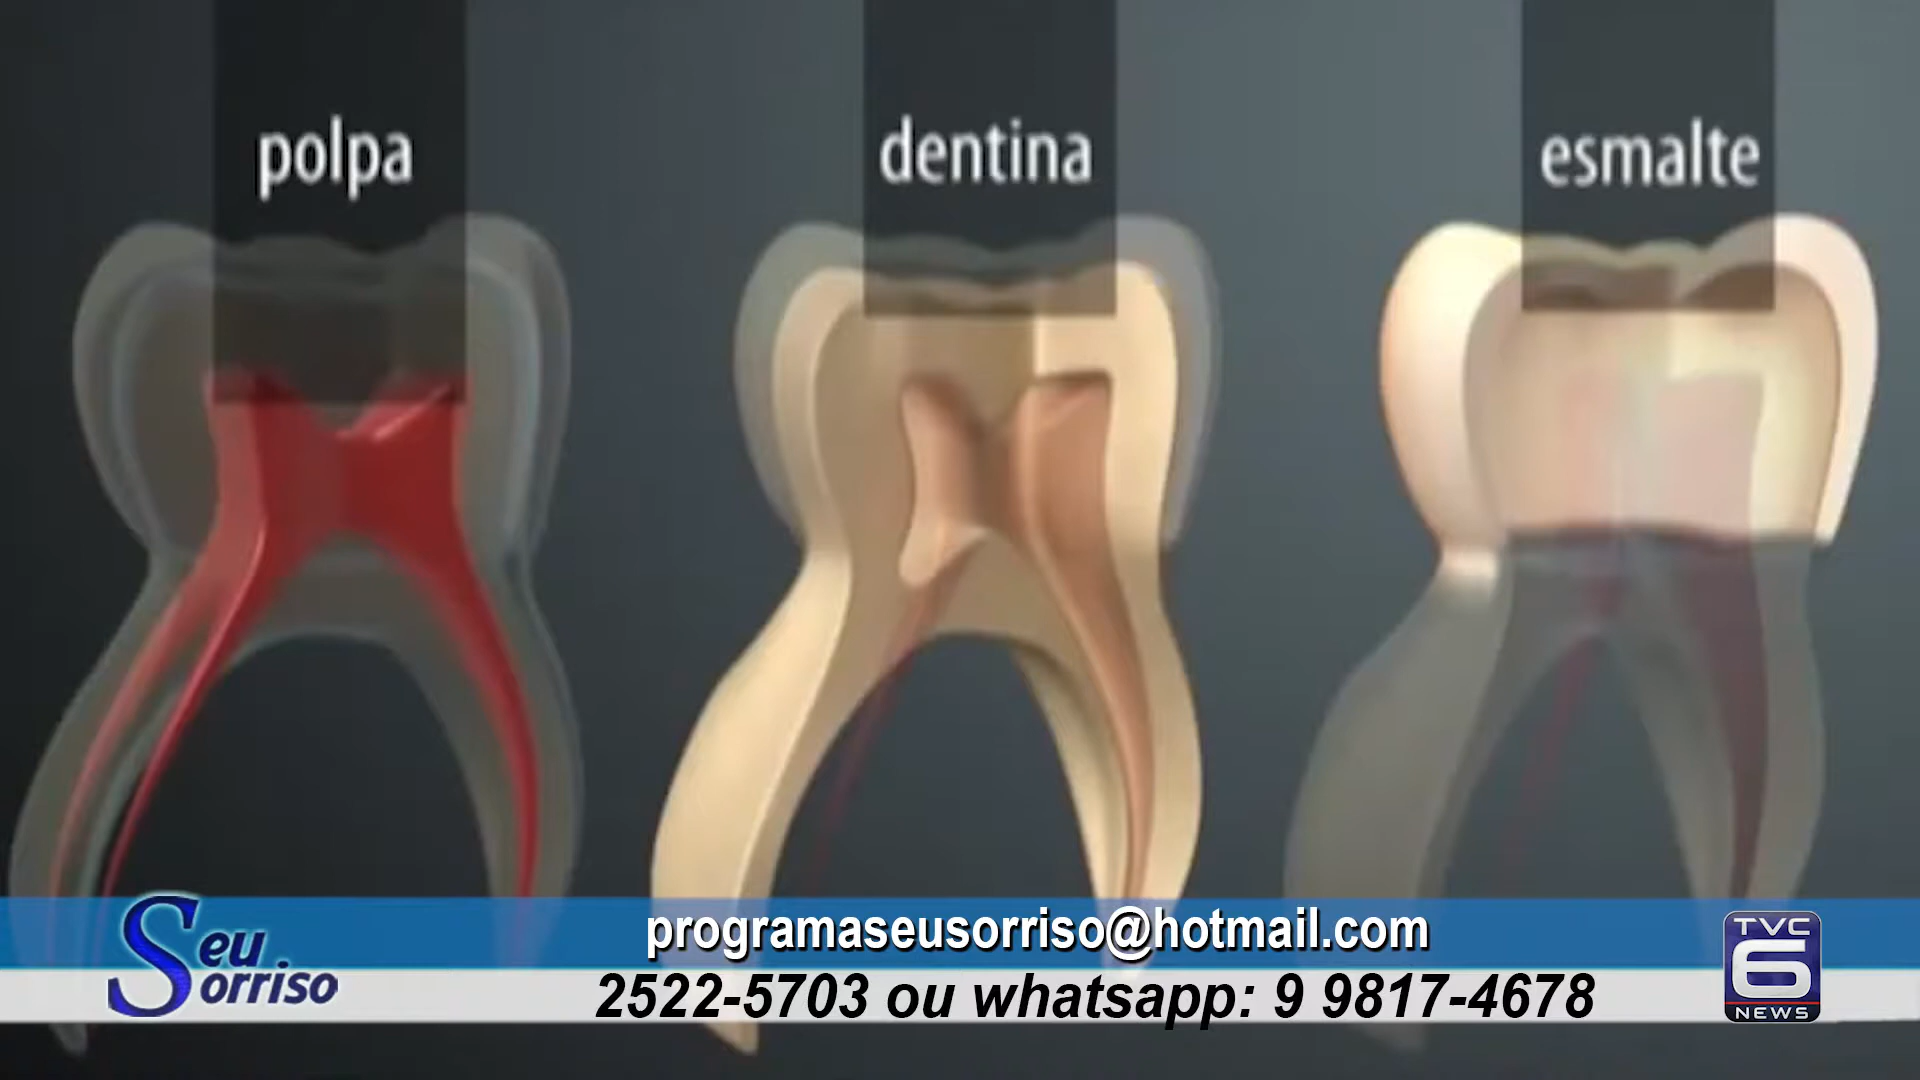 polpa
dentina
esmalte
programaseusorriso@hotmail.com
2522-5703 ou whatsapp: 9 9817-4678
Seu
Sorriso
TVC
6
NEWS